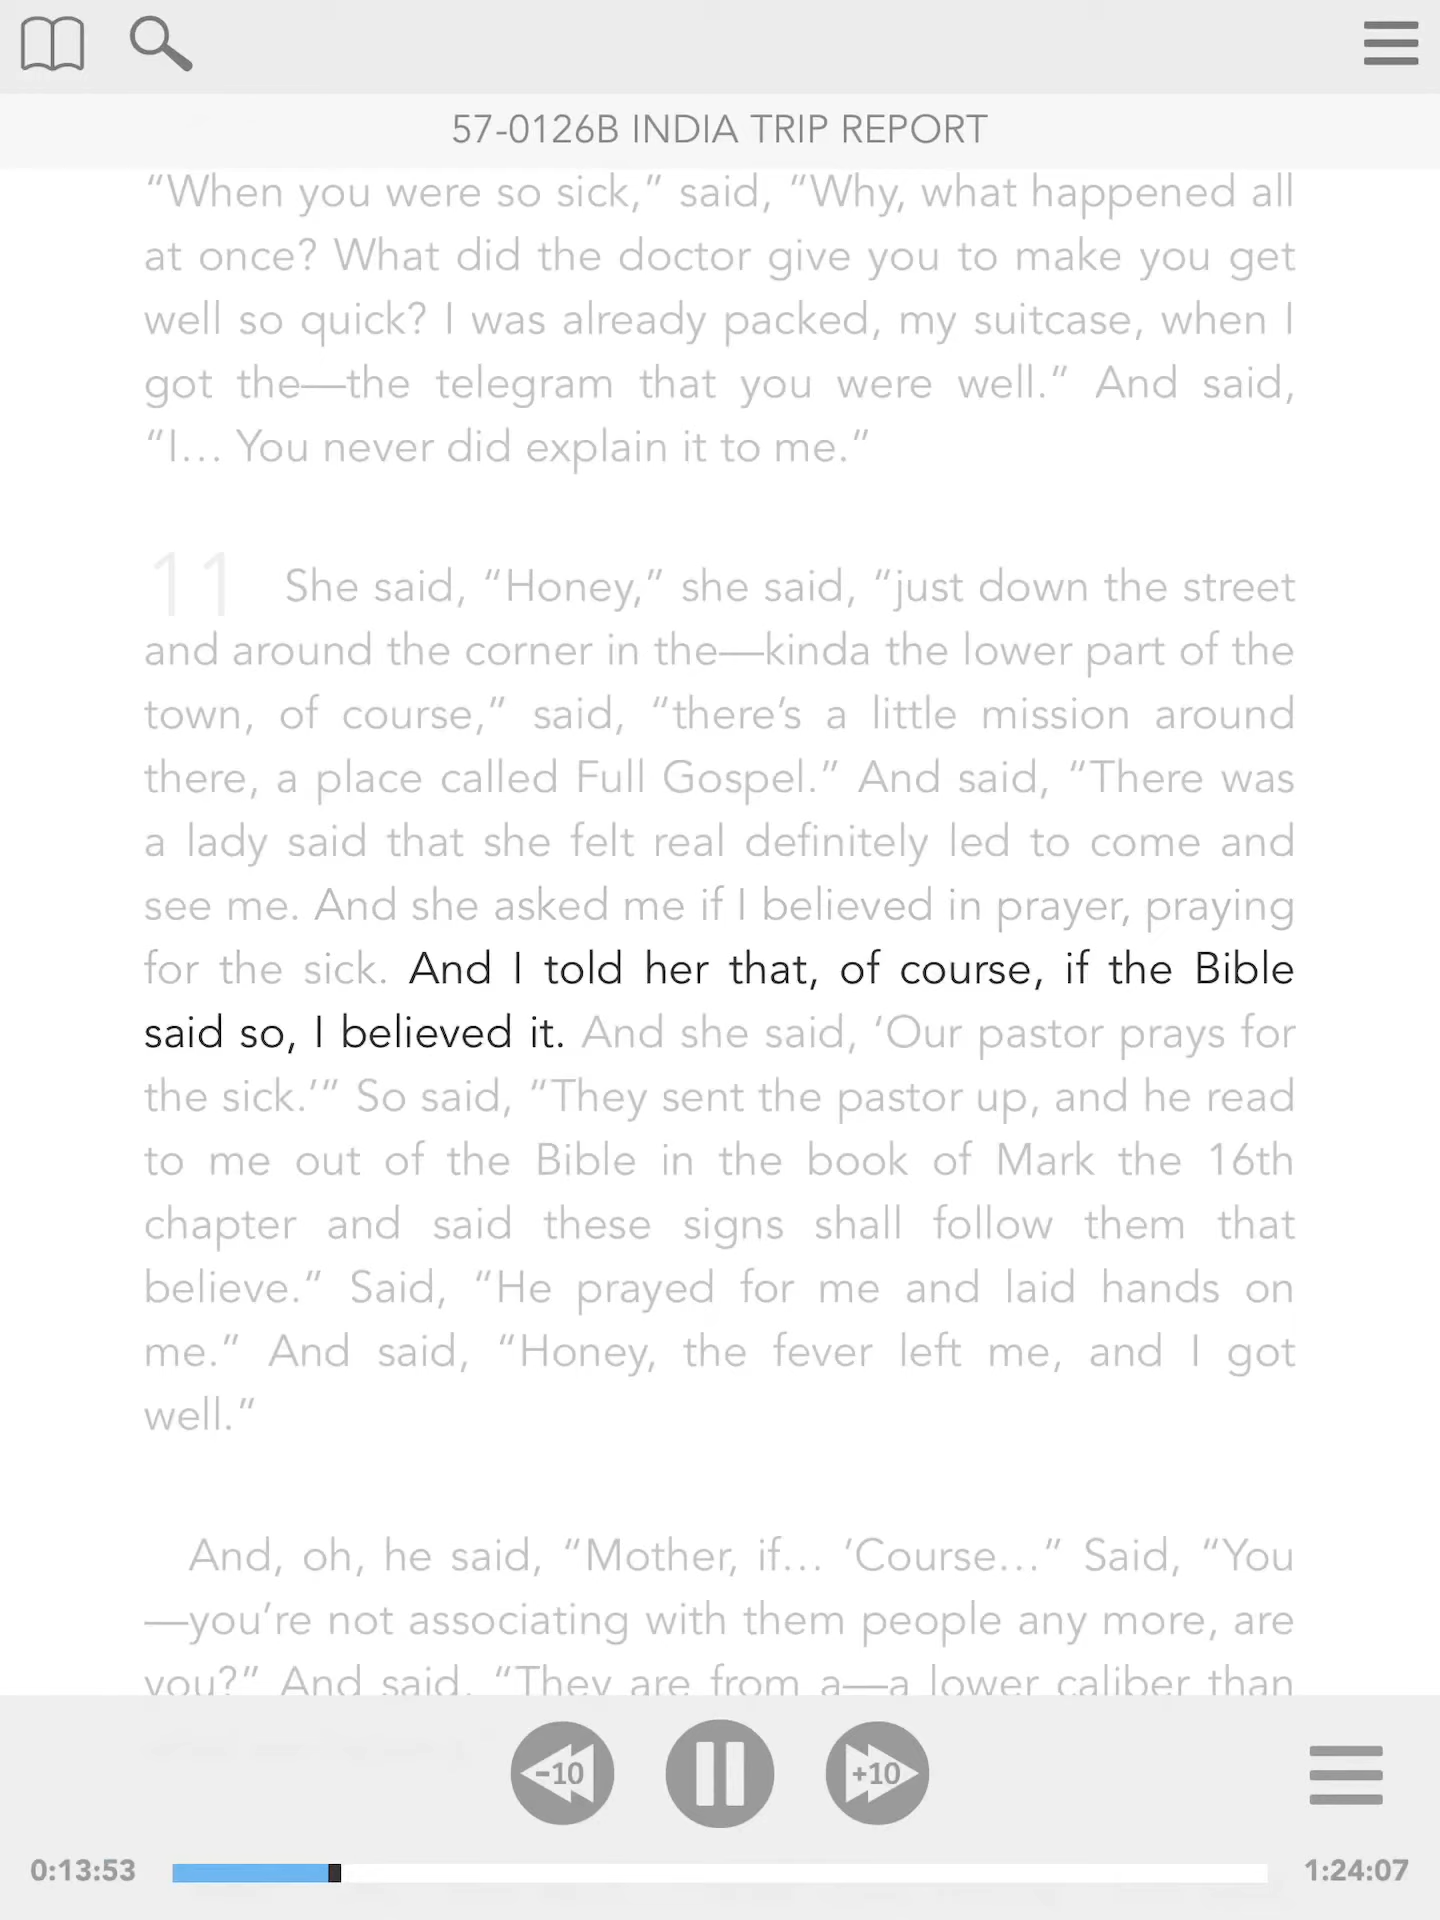 57-0126B INDIA TRIP REPORT
“When you were so sick,” said, “Why, what happened all
at once? What did the doctor give you to make you get
well so quick? I was already packed, my suitcase, when I
got the—the telegram that you were well.” And said,
“I… You never did explain it to me.”
11 She said, “Honey,” she said, “just down the street
and around the corner in the—kinda the lower part of the
town, of course,” said, “there’s a little mission around
there, a place called Full Gospel.” And said, “There was
a lady said that she felt real definitely led to come and
see me. And she asked me if I believed in prayer, praying
for the sick. And I told her that, of course, if the Bible
said so, I believed it. And she said, ‘Our pastor prays for
the sick.’” So said, “They sent the pastor up, and he read
to me out of the Bible in the book of Mark the 16th
chapter and said these signs shall follow them that
believe.” Said, “He prayed for me and laid hands on
me.” And said, “Honey, the fever left me, and I got
well.”
And, oh, he said, “Mother, if… ’Course…” Said, “You
—you’re not associating with them people any more, are
you?” And said, “They are from a—a lower caliber than
-10 +10
0:13:53 1:24:07